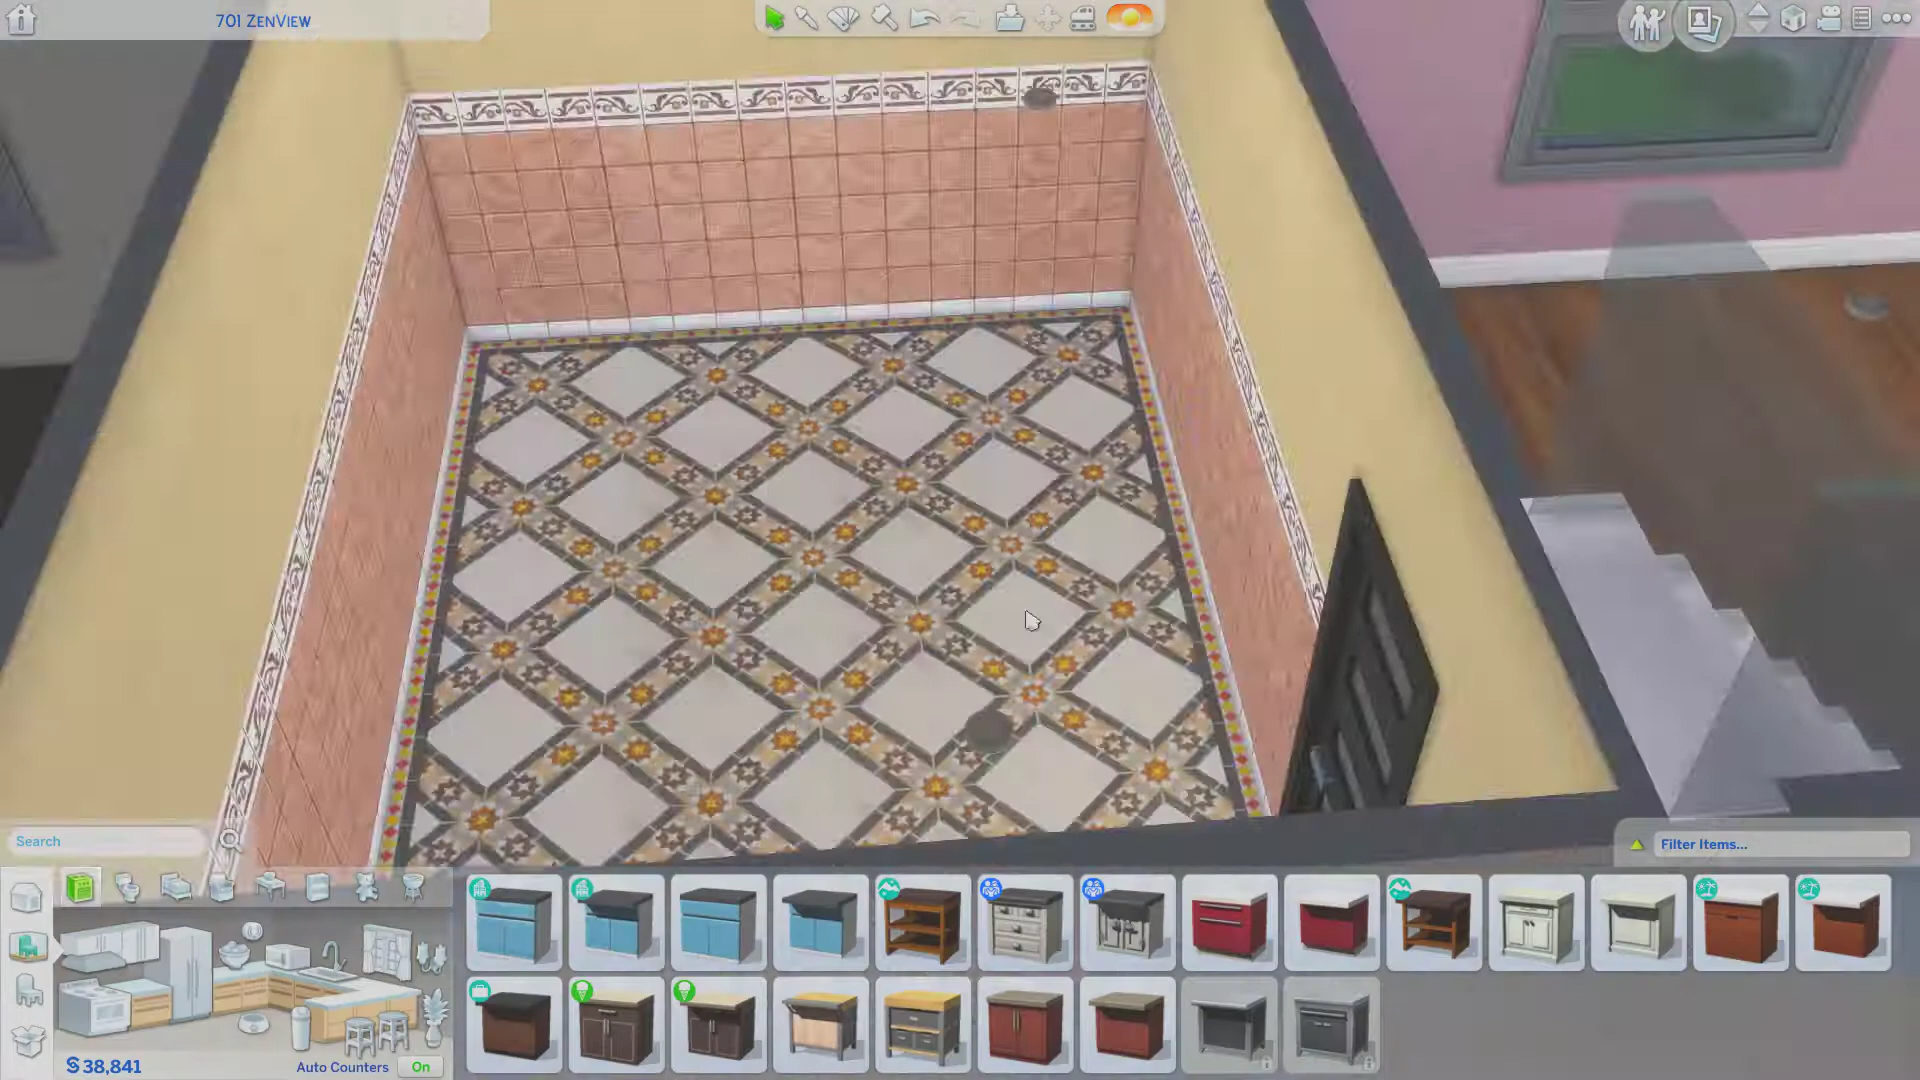 701 ZenView
Search
Filter Items...
§38,841
Auto Counters
On